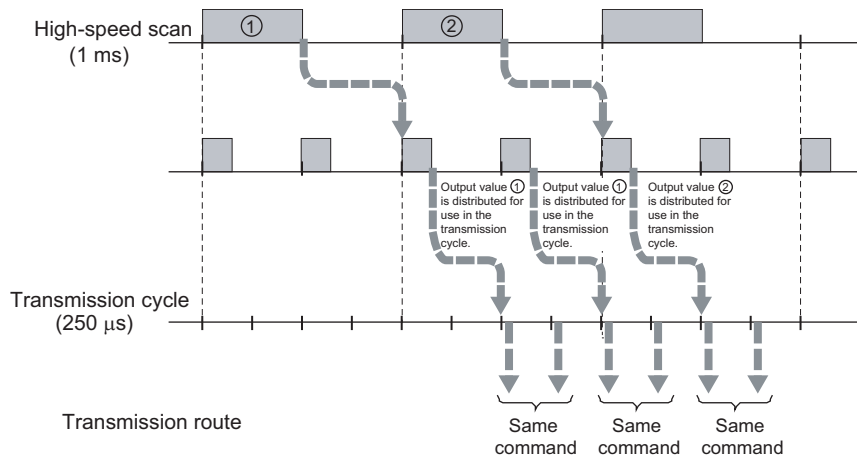 High-speed scan
(1 ms)
①
②
Output value ①
is distributed for
use in the
transmission
cycle.
Output value ①
is distributed for
use in the
transmission
cycle.
Output value ②
is distributed for
use in the
transmission
cycle.
Transmission cycle
(250 μs)
Transmission route
Same
command
Same
command
Same
command